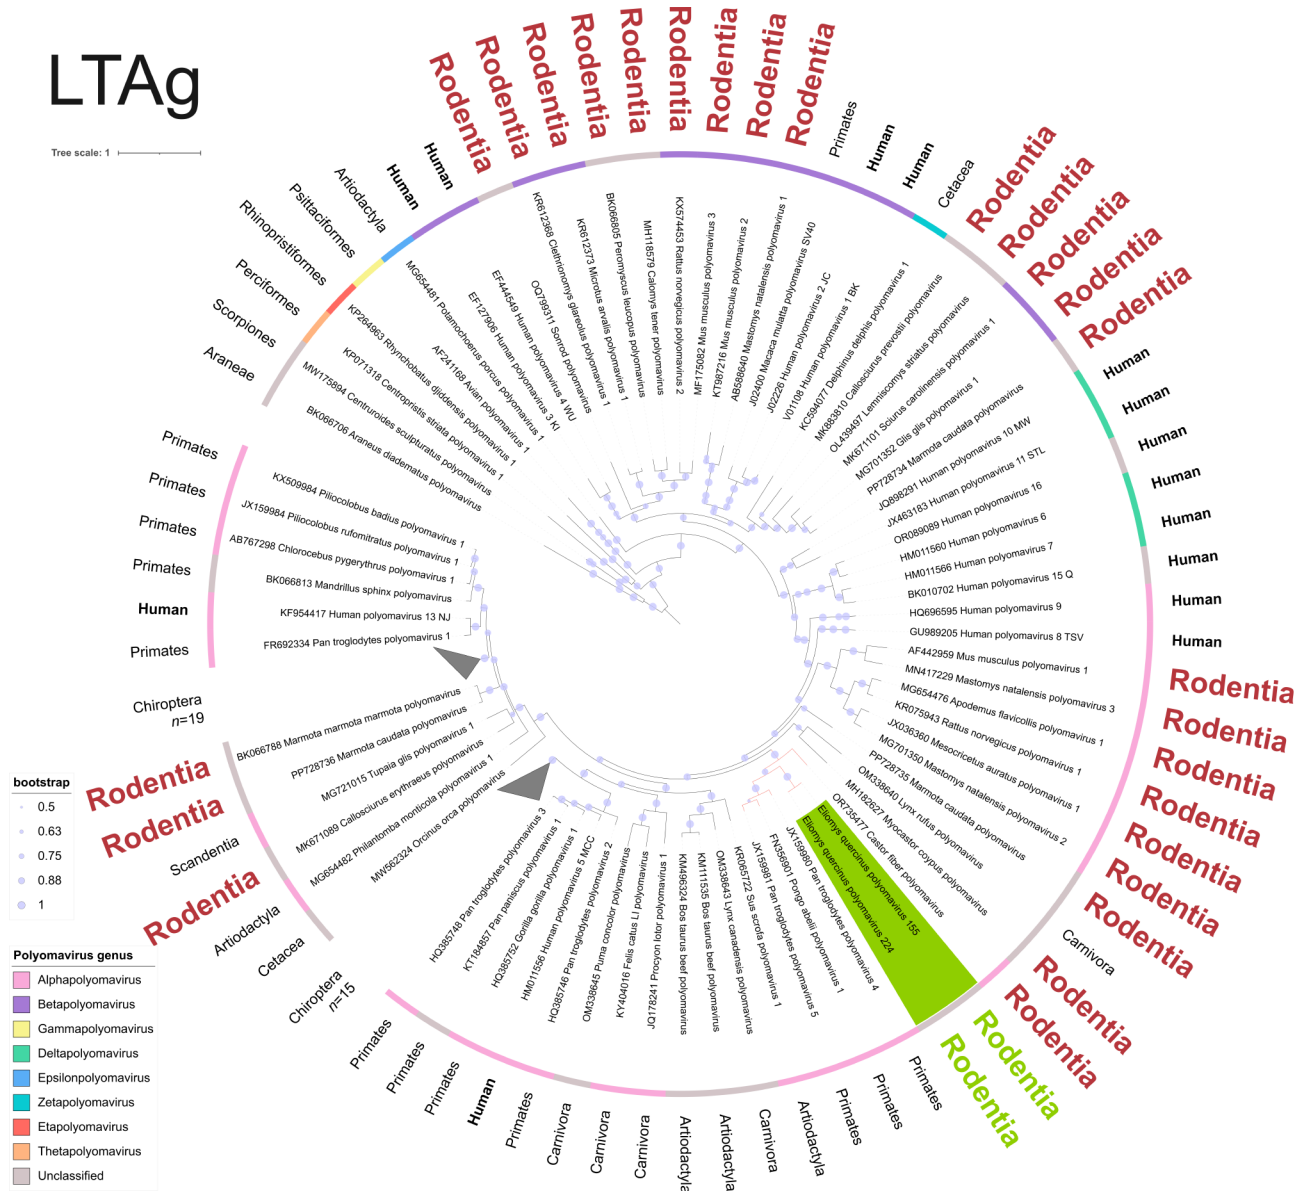 LTAg
Tree scale: 1
Rodentia
Rodentia
Rodentia
Rodentia
Rodentia
Rodentia
Rodentia
Rodentia
Rodentia
Primates
Human
Human
Cetacea
Rodentia
Rodentia
Rodentia
Rodentia
Rodentia
Human
Human
Human
Human
Human
Human
Human
Human
Rodentia
Rodentia
Rodentia
Rodentia
Rodentia
Rodentia
Rodentia
Carnivora
Rodentia
Rodentia
Rodentia
Rodentia
Primates
Primates
Primates
Artiodactyla
Carnivora
Artiodactyla
Artiodactyla
Carnivora
Carnivora
Carnivora
Primates
Human
Primates
Primates
Primates
Chiroptera
n=15
Cetacea
Artiodactyla
Rodentia
Scandentia
Rodentia
Rodentia
Chiroptera
n=19
Primates
Human
Primates
Primates
Primates
Primates
Araneae
Scorpiones
Perciformes
Rhinopristiformes
Psittaciformes
Artiodactyla
Human
Human
BK066706 Araneus diadematus polyomavirus
MW175894 Centruroides sculpturatus polyomavirus
KP071318 Centropristis striata polyomavirus 1
KP264963 Rhynchobatus djiddensis polyomavirus 1
AF241168 Avian polyomavirus 1
MG654481 Potamochoerus porcus polyomavirus 1
EF127906 Human polyomavirus 3 KI
EF444549 Human polyomavirus 4 WU
OQ799311 Sonrod polyomavirus
KR612368 Clethrionomys glareolus polyomavirus 1
KR612373 Microtus arvalis polyomavirus 1
BK066805 Peromyscus leucopus polyomavirus
MH118579 Calomys tener polyomavirus
KX574453 Rattus norvegicus polyomavirus 2
MF175082 Mus musculus polyomavirus 3
KT987216 Mus musculus polyomavirus 2
AB588640 Mastomys natalensis polyomavirus 1
J02400 Macaca mulatta polyomavirus SV40
J02226 Human polyomavirus 2 JC
V01108 Human polyomavirus 1 BK
KC594077 Delphinus delphis polyomavirus 1
MK883810 Callosciurus prevostii polyomavirus
OL439497 Lemniscomys striatus polyomavirus
MK671101 Sciurus carolinensis polyomavirus 1
MG701352 Glis glis polyomavirus 1
PP728734 Marmota caudata polyomavirus
JQ898291 Human polyomavirus 10 MW
JX463183 Human polyomavirus 11 STL
OR089089 Human polyomavirus 16
HM011560 Human polyomavirus 6
HM011566 Human polyomavirus 7
BK010702 Human polyomavirus 15 Q
HQ696595 Human polyomavirus 9
GU989205 Human polyomavirus 8 TSV
AF442959 Mus musculus polyomavirus 1
MN417229 Mastomys natalensis polyomavirus 3
MG654476 Apodemus flavicollis polyomavirus 1
KR075943 Rattus norvegicus polyomavirus 1
JX036360 Mesocricetus auratus polyomavirus 1
MG701350 Mastomys natalensis polyomavirus 2
PP728735 Marmota caudata polyomavirus
OM338640 Lynx rufus polyomavirus
MH182627 Myocastor coypus polyomavirus
OR735477 Castor fiber polyomavirus
Eliomys quercinus polyomavirus 155
Eliomys quercinus polyomavirus 224
JX159980 Pan troglodytes polyomavirus 4
FN356901 Pongo abelii polyomavirus 1
JX159981 Pan troglodytes polyomavirus 5
KR065722 Sus scrofa polyomavirus 1
OM338643 Lynx canadensis polyomavirus
KM111535 Bos taurus beef polyomavirus
KM496324 Bos taurus beef polyomavirus
JQ178241 Procyon lotor polyomavirus 1
KY404016 Felis catus LI polyomavirus
OM338645 Puma concolor polyomavirus
HQ385746 Pan troglodytes polyomavirus 2
HM011556 Human polyomavirus 5 MCC
HQ385752 Gorilla gorilla polyomavirus 1
KT184857 Pan paniscus polyomavirus 1
HQ385748 Pan troglodytes polyomavirus 3
MW562324 Orcinus orca polyomavirus
MG654482 Philantomba monticola polyomavirus 1
MK671089 Callosciurus erythraeus polyomavirus
MG721015 Tupaia glis polyomavirus 1
PP728736 Marmota caudata polyomavirus
BK066788 Marmota marmota polyomavirus
FR692334 Pan troglodytes polyomavirus 1
KF954417 Human polyomavirus 13 NJ
BK066813 Mandrillus sphinx polyomavirus
AB767298 Chlorocebus pygerythrus polyomavirus 1
JX159984 Piliocolobus rufomitratus polyomavirus 1
KX509984 Piliocolobus badius polyomavirus 1
bootstrap
0.5
0.63
0.75
0.88
1
Polyomavirus genus
Alphapolyomavirus
Betapolyomavirus
Gammapolyomavirus
Deltapolyomavirus
Epsilonpolyomavirus
Zetapolyomavirus
Etapolyomavirus
Thetapolyomavirus
Unclassified